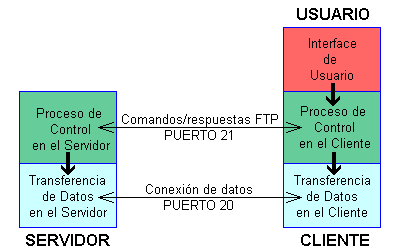 USUARIO
Interface
de
Usuario
Proceso de
Control
en el Servidor
Comandos/respuestas FTP
PUERTO 21
Proceso de
Control
en el Cliente
Transferencia
de Datos
en el Servidor
Conexión de datos
PUERTO 20
Transferencia
de Datos
en el Cliente
SERVIDOR
CLIENTE